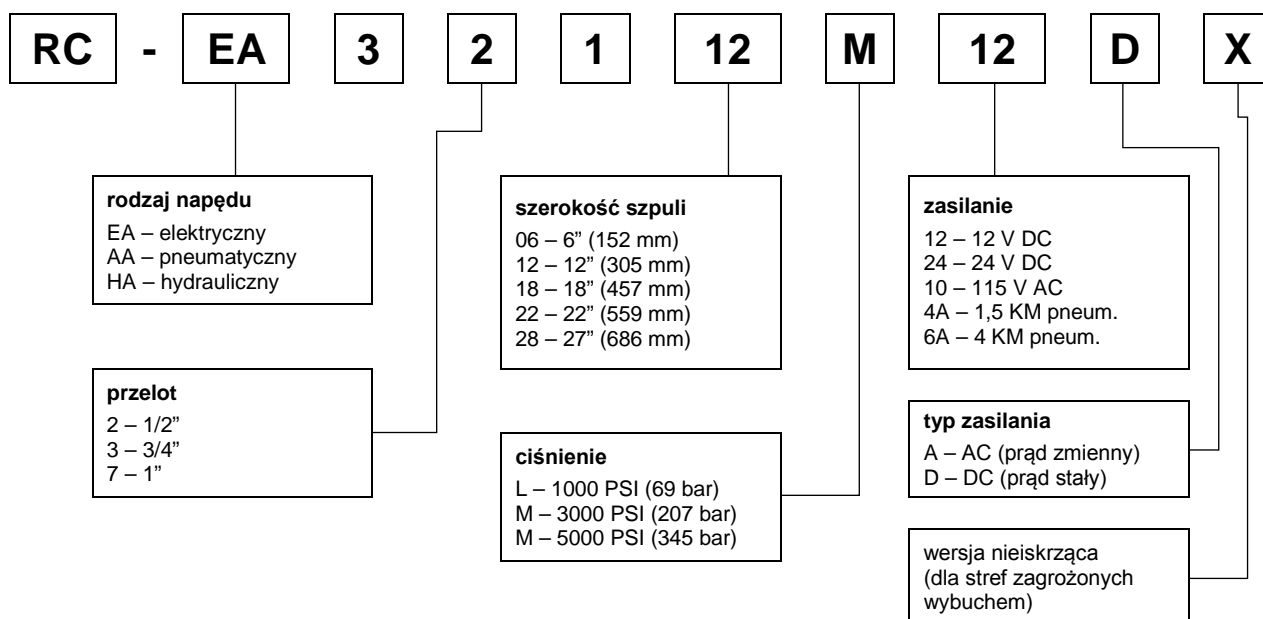 RC - EA 3 2 1 12 M 12 D X
rodzaj napędu
EA – elektryczny
AA – pneumatyczny
HA – hydrauliczny
przelot
2 – 1/2”
3 – 3/4”
7 – 1”
szerokość szpuli
06 – 6” (152 mm)
12 – 12” (305 mm)
18 – 18” (457 mm)
22 – 22” (559 mm)
28 – 27” (686 mm)
ciśnienie
L – 1000 PSI (69 bar)
M – 3000 PSI (207 bar)
M – 5000 PSI (345 bar)
zasilanie
12 – 12 V DC
24 – 24 V DC
10 – 115 V AC
4A – 1,5 KM pneum.
6A – 4 KM pneum.
typ zasilania
A – AC (prąd zmienny)
D – DC (prąd stały)
wersja nieiskrząca
(dla stref zagrożonych
wybuchem)